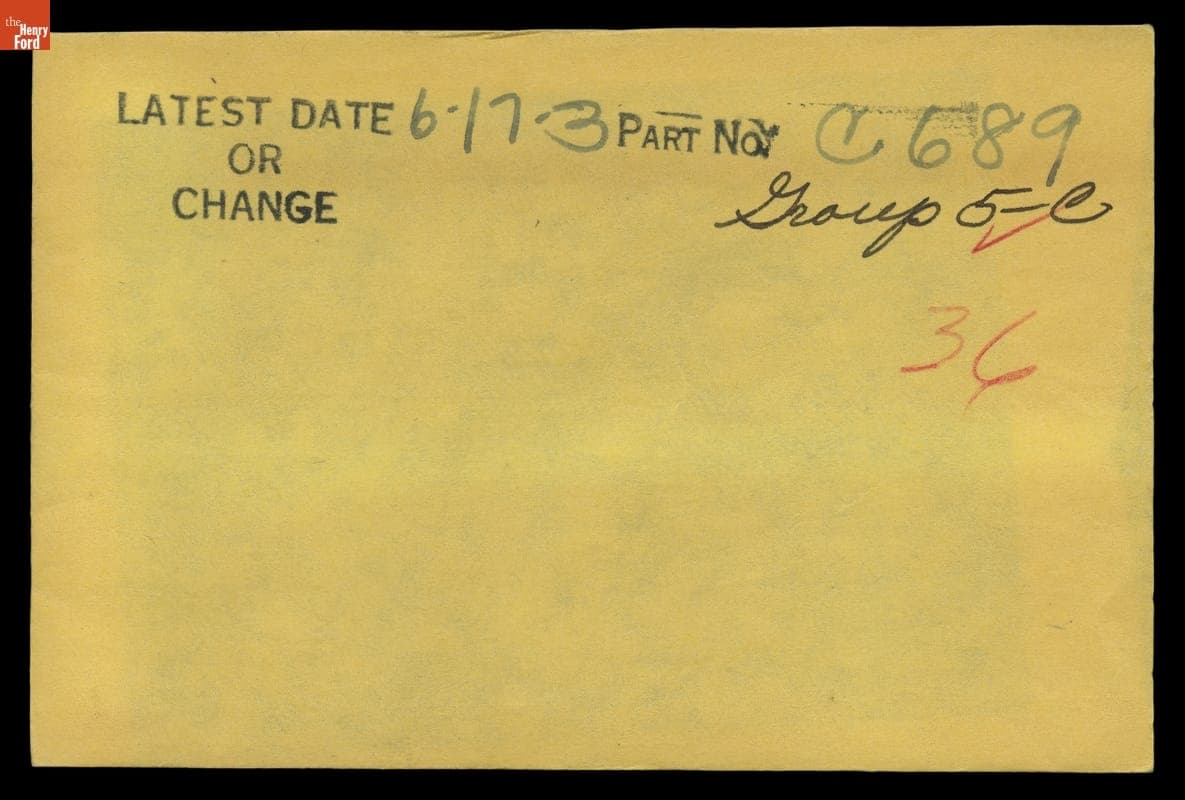 the Henry Ford
LATEST DATE 6-17-3 PART NO. C 689
OR
CHANGE
Group 5-C
36